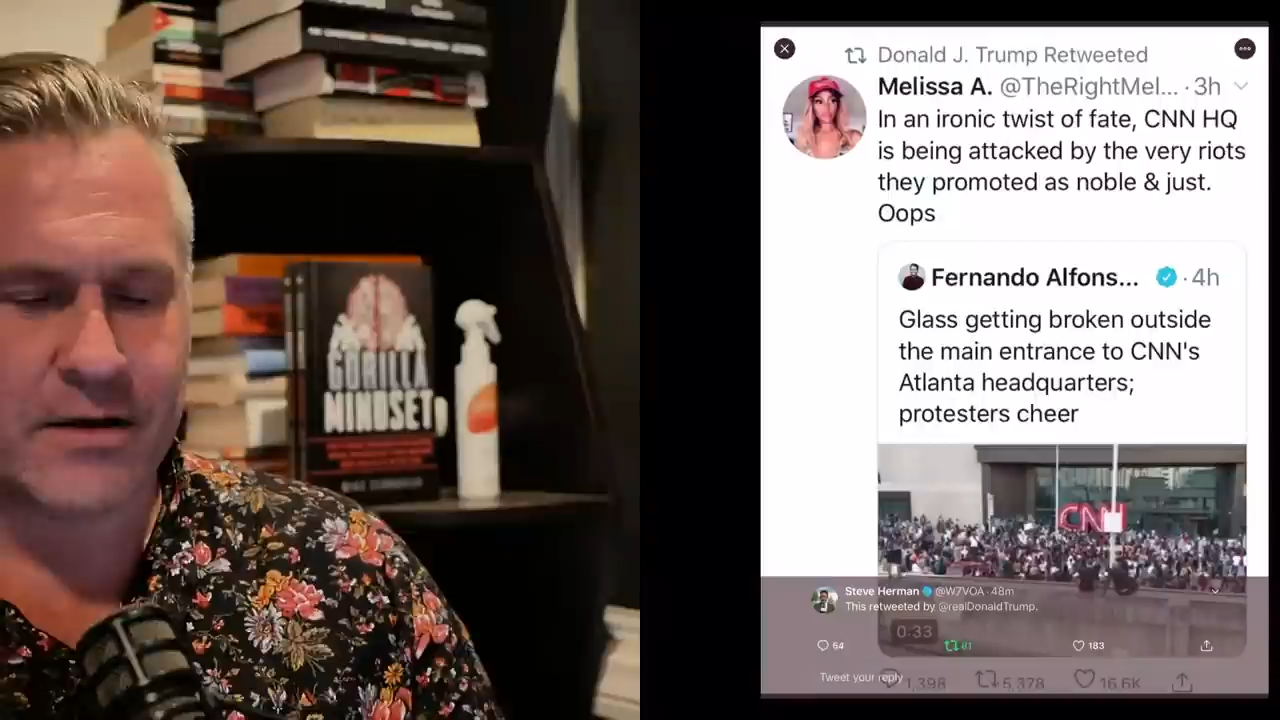 GORILLA
MINDSET
Donald J. Trump Retweeted
Melissa A. @TheRightMel... · 3h
In an ironic twist of fate, CNN HQ
is being attacked by the very riots
they promoted as noble & just.
Oops
Fernando Alfons... · 4h
Glass getting broken outside
the main entrance to CNN's
Atlanta headquarters;
protesters cheer
CNN
Steve Herman @W7VOA · 48m
This retweeted by @realDonaldTrump.
0:33
64 81 183
Tweet your reply
1,398 5,378 16.6K